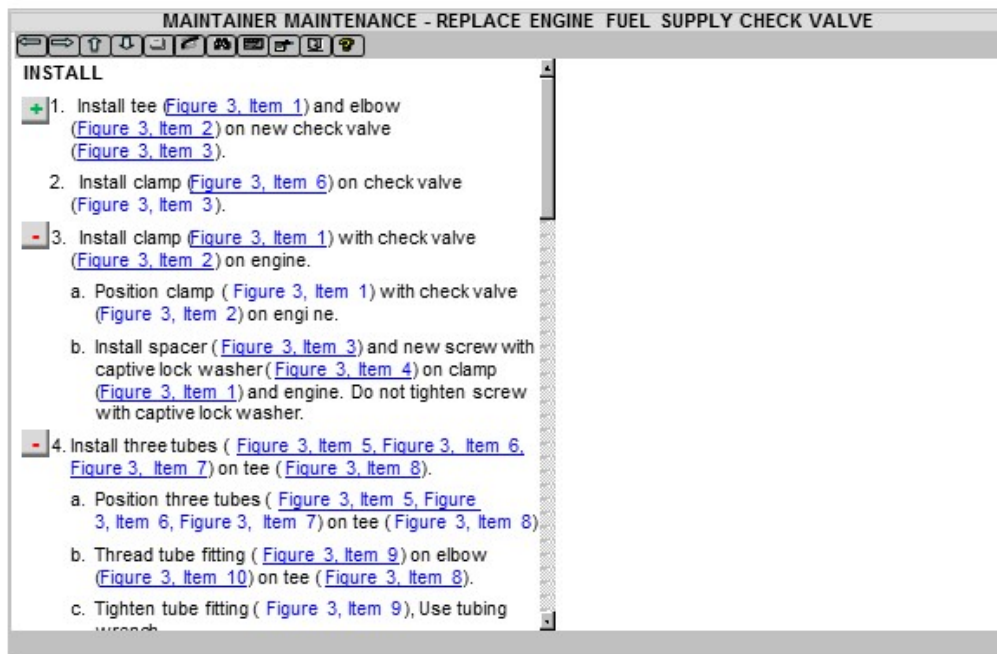 MAINTAINER MAINTENANCE - REPLACE ENGINE FUEL SUPPLY CHECK VALVE
INSTALL
+ 1. Install tee (Figure 3, Item 1) and elbow
(Figure 3, Item 2) on new check valve
(Figure 3, Item 3).
2. Install clamp (Figure 3, Item 6) on check valve
(Figure 3, Item 3).
- 3. Install clamp (Figure 3, Item 1) with check valve
(Figure 3, Item 2) on engine.
a. Position clamp ( Figure 3, Item 1) with check valve
(Figure 3, Item 2) on engi ne.
b. Install spacer ( Figure 3, Item 3) and new screw with
captive lock washer ( Figure 3, Item 4) on clamp
(Figure 3, Item 1) and engine. Do not tighten screw
with captive lock washer.
- 4. Install three tubes ( Figure 3, Item 5, Figure 3, Item 6,
Figure 3, Item 7) on tee ( Figure 3, Item 8).
a. Position three tubes ( Figure 3, Item 5, Figure
3, Item 6, Figure 3, Item 7) on tee ( Figure 3, Item 8)
b. Thread tube fitting ( Figure 3, Item 9) on elbow
(Figure 3, Item 10) on tee ( Figure 3, Item 8).
c. Tighten tube fitting ( Figure 3, Item 9), Use tubing